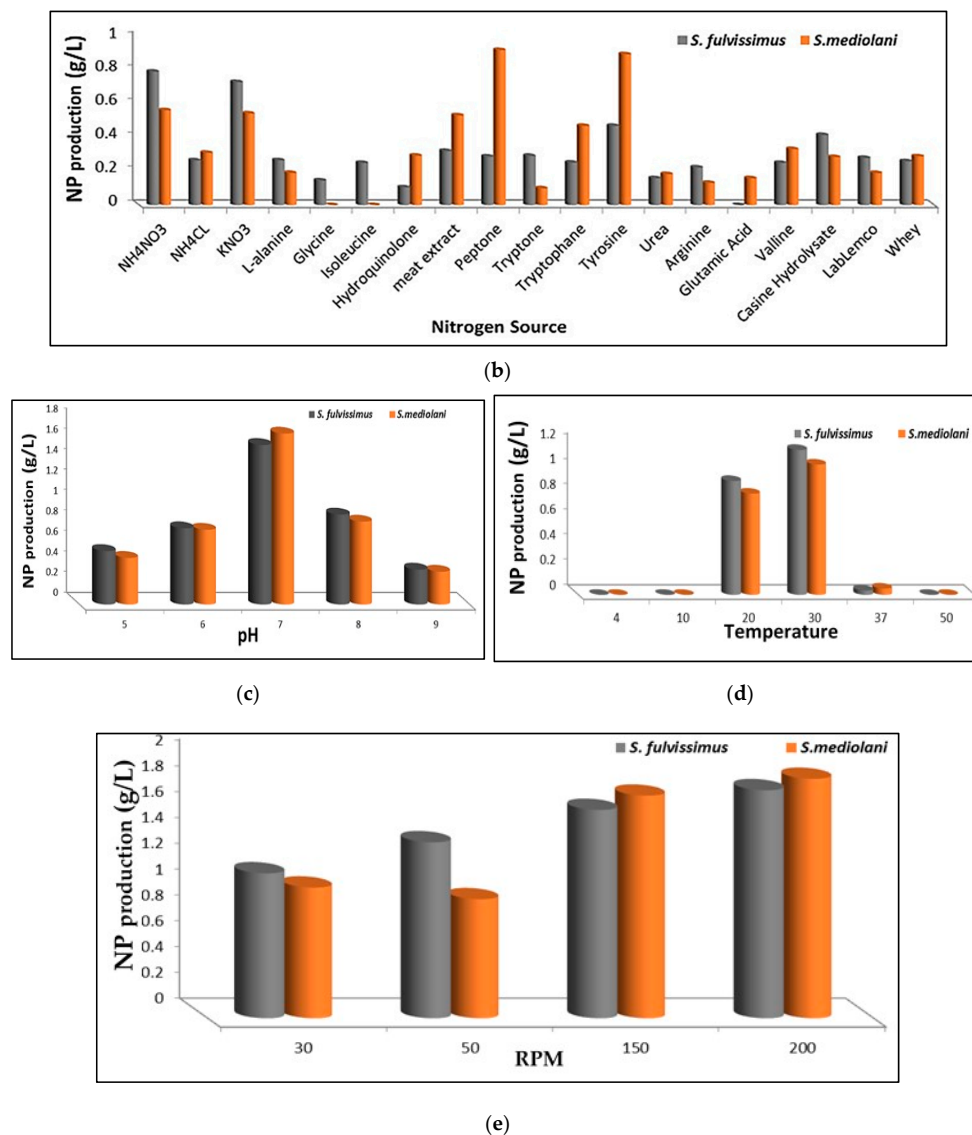 NP production (g/L)
1
0.8
0.6
0.4
0.2
0
S. fulvissimus S.mediolani
NH4NO3
NH4CL
KNO3
L-alanine
Glycine
Isoleucine
Hydroquinolone
meat extract
Peptone
Tryptone
Tryptophane
Tyrosine
Urea
Arginine
Glutamic Acid
Valline
Casine Hydrolysate
LabLemco
Whey
Nitrogen Source
(b)
NP production (g/L)
1.8
1.6
1.4
1.2
1
0.8
0.6
0.4
0.2
0
S. fulvissimus S.mediolani
5 6 7 8 9
pH
(c)
NP production (g/L)
1.2
1
0.8
0.6
0.4
0.2
0
S. fulvissimus S.mediolani
4 10 20 30 37 50
Temperature
(d)
NP production (g/L)
2
1.8
1.6
1.4
1.2
1
0.8
0.6
0.4
0.2
0
S. fulvissimus S.mediolani
30 50 150 200
RPM
(e)